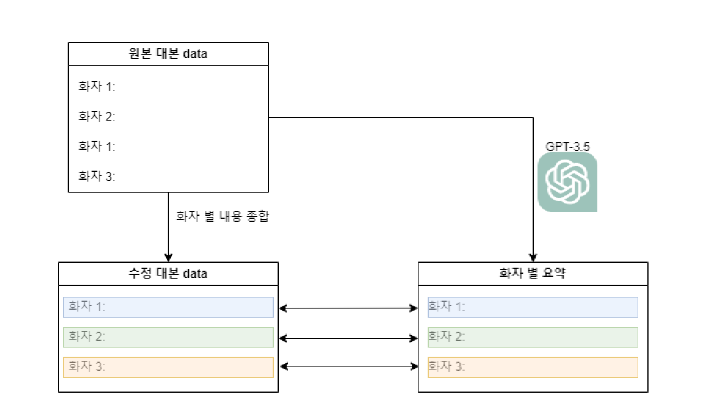 원본 대본 data
화자 1:
화자 2:
화자 1:
화자 3:
GPT-3.5
화자 별 내용 종합
수정 대본 data
화자 1:
화자 2:
화자 3:
화자 별 요약
화자 1:
화자 2:
화자 3: